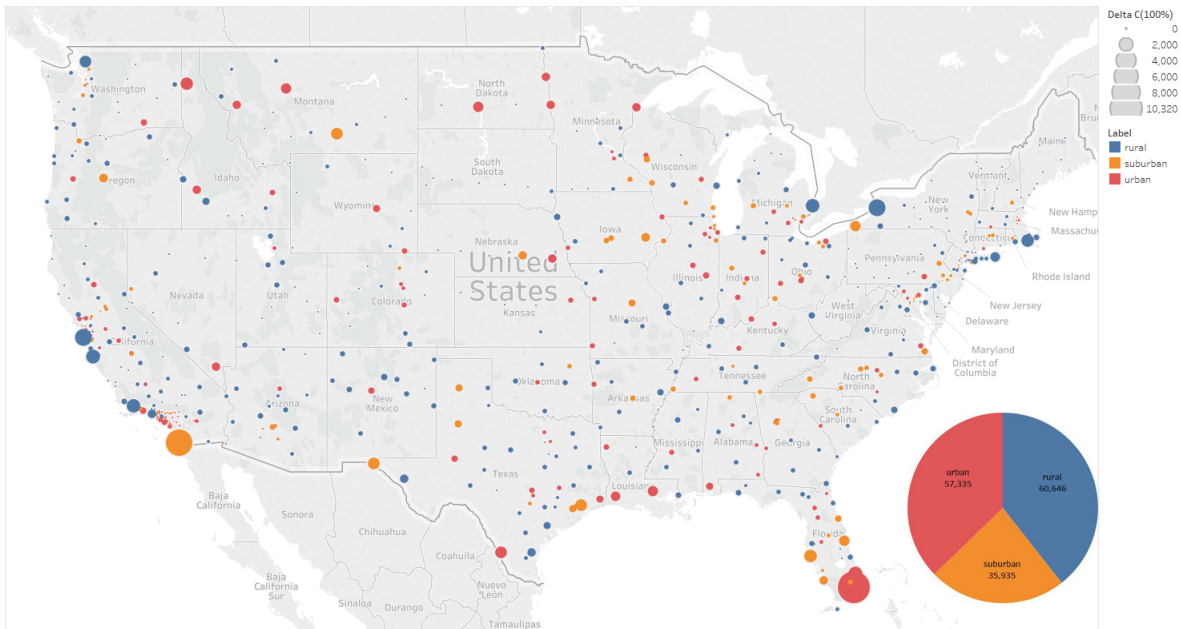 Delta C(100%)
0
2,000
4,000
6,000
8,000
10,320
Label
rural
suburban
urban
Washington
Montana
North
Dakota
Minnesota
Maine
Oregon
Idaho
South
Dakota
Wisconsin
Michigan
Vermont
New
York
New Hamp
Massachus
Wyoming
Iowa
Connecticut
Nebraska
Pennsylvania
Rhode Island
United
States
Nevada
Utah
Colorado
Kansas
Missouri
Illinois
Indiana
Ohio
West
Virginia
New Jersey
Delaware
California
Kentucky
Virginia
Maryland
District of
Columbia
Arizona
New
Mexico
Oklahoma
Arkansas
Tennessee
North
Carolina
South
Carolina
Mississippi
Alabama
Georgia
Texas
Louisiana
Baja
California
Sonora
Chihuahua
Coahuila
Florida
Baja
California
Sur
Sinaloa
Durango
Nuevo
León
Tamaulipas
urban
57,335
rural
60,646
suburban
35,935